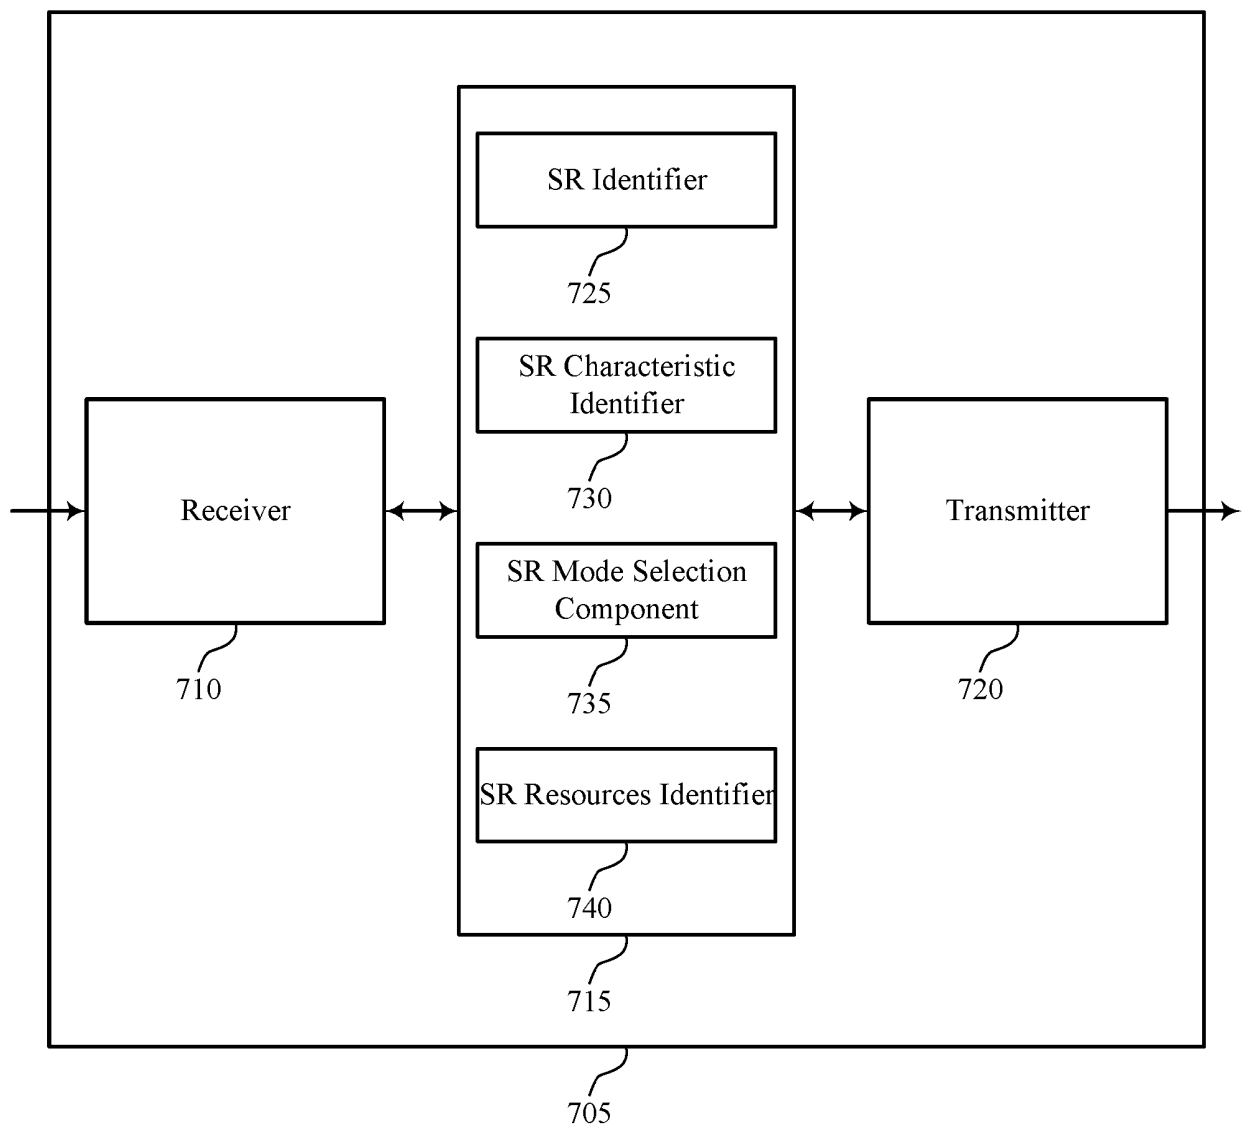 SR Identifier
725
SR Characteristic
Identifier
730
Receiver
710
SR Mode Selection
Component
735
Transmitter
720
SR Resources Identifier
740
715
705